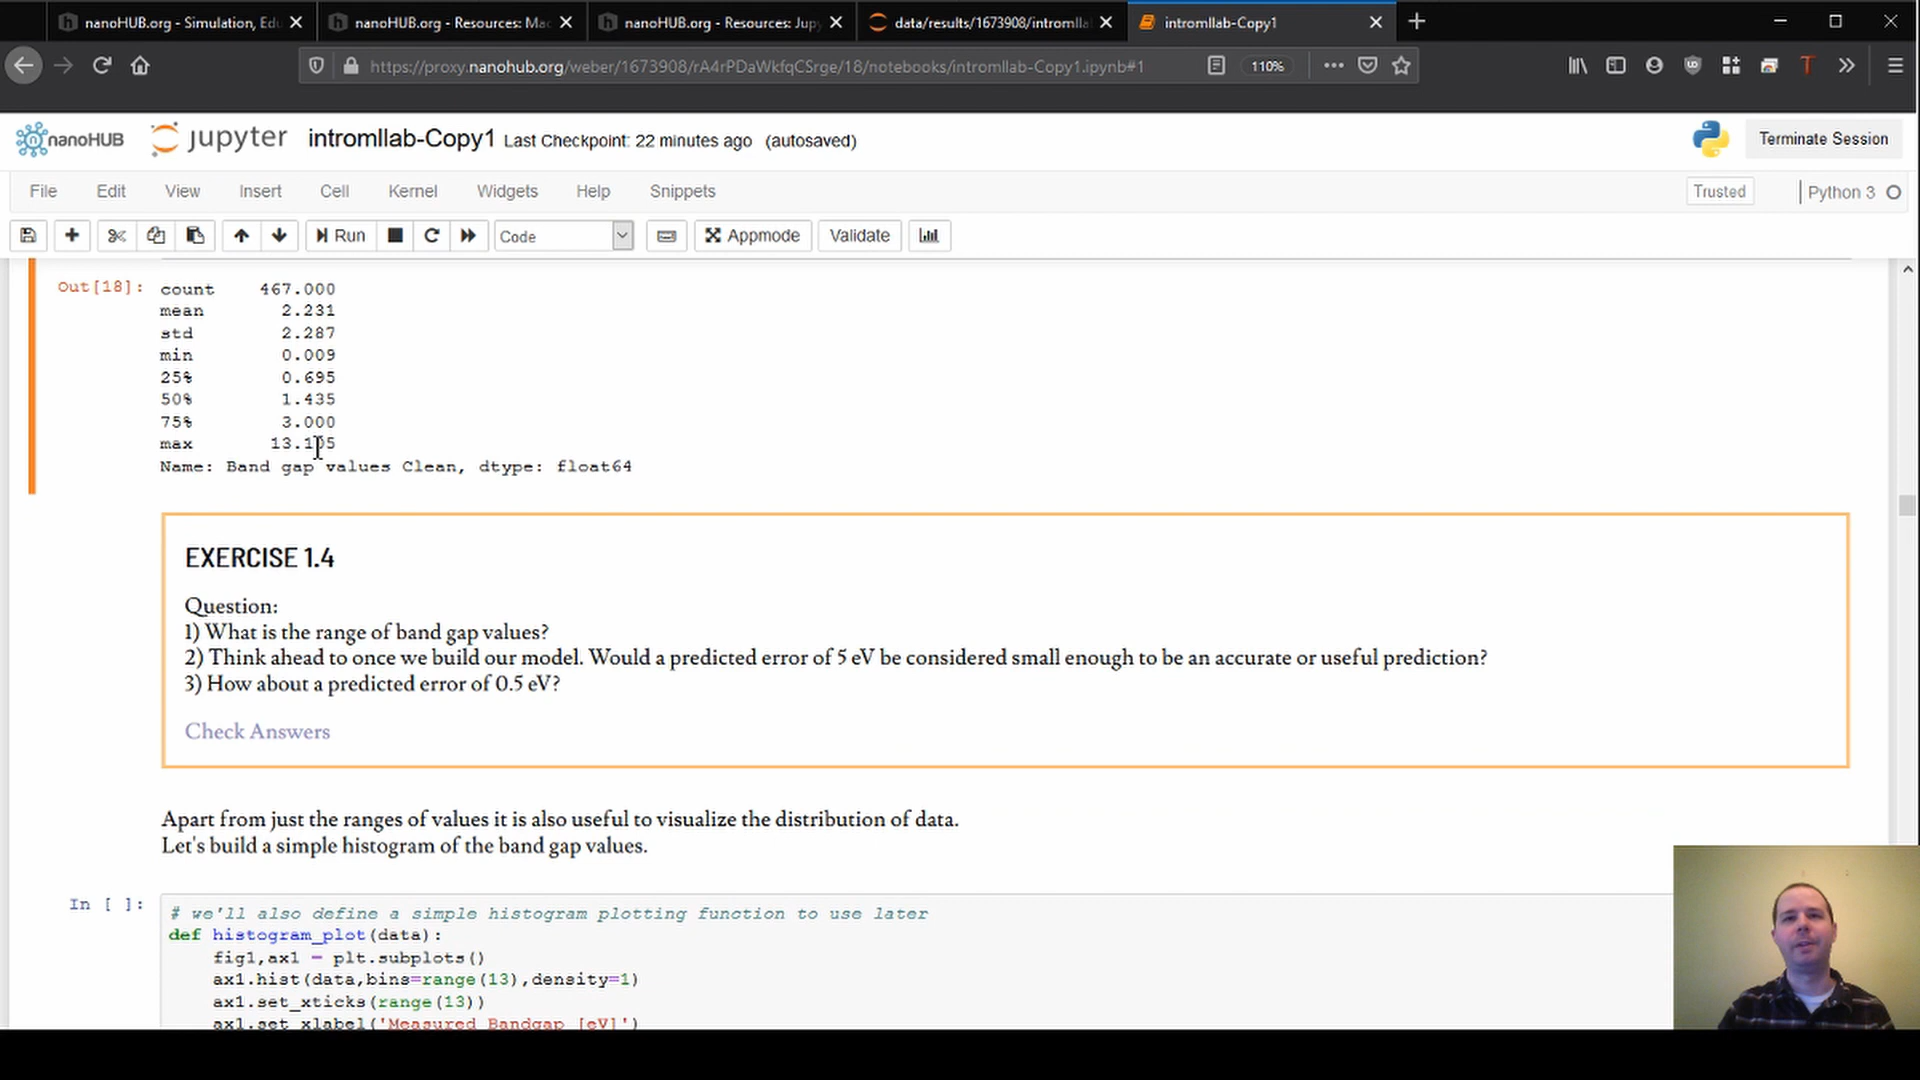 nanoHUB.org - Simulation, Edu
nanoHUB.org - Resources: Ma
nanoHUB.org - Resources: Jup
data/results/1673908/intromlla
intromllab-Copy1
https://proxy.nanohub.org/weber/1673908/rA4rPDaWkfqCSrge/18/notebooks/intromllab-Copy1.ipynb#1
110%
nanoHUB
jupyter
intromllab-Copy1 Last Checkpoint: 22 minutes ago (autosaved)
Terminate Session
File Edit View Insert Cell Kernel Widgets Help Snippets
Trusted
Python 3
Run
Code
Appmode
Validate
Out[18]:
count 467.000
mean 2.231
std 2.287
min 0.009
25% 0.695
50% 1.435
75% 3.000
max 13.105
Name: Band gap values Clean, dtype: float64
EXERCISE 1.4
Question:
1) What is the range of band gap values?
2) Think ahead to once we build our model. Would a predicted error of 5 eV be considered small enough to be an accurate or useful prediction?
3) How about a predicted error of 0.5 eV?
Check Answers
Apart from just the ranges of values it is also useful to visualize the distribution of data.
Let's build a simple histogram of the band gap values.
In [ ]:
# we'll also define a simple histogram plotting function to use later
def histogram_plot(data):
fig1,ax1 = plt.subplots()
ax1.hist(data,bins=range(13),density=1)
ax1.set_xticks(range(13))
ax1.set_xlabel('Measured Bandgap [eV]')